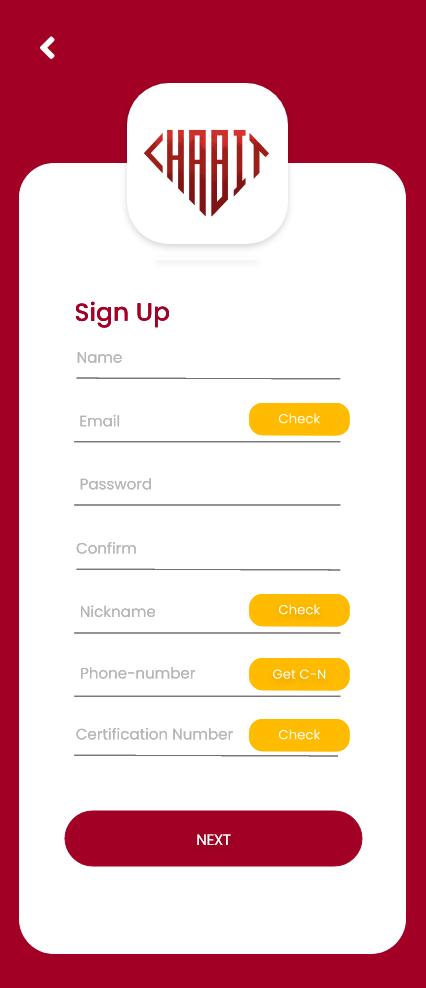 CHABIT
Sign Up
Name
Email
Check
Password
Confirm
Nickname
Check
Phone-number
Get C-N
Certification Number
Check
NEXT